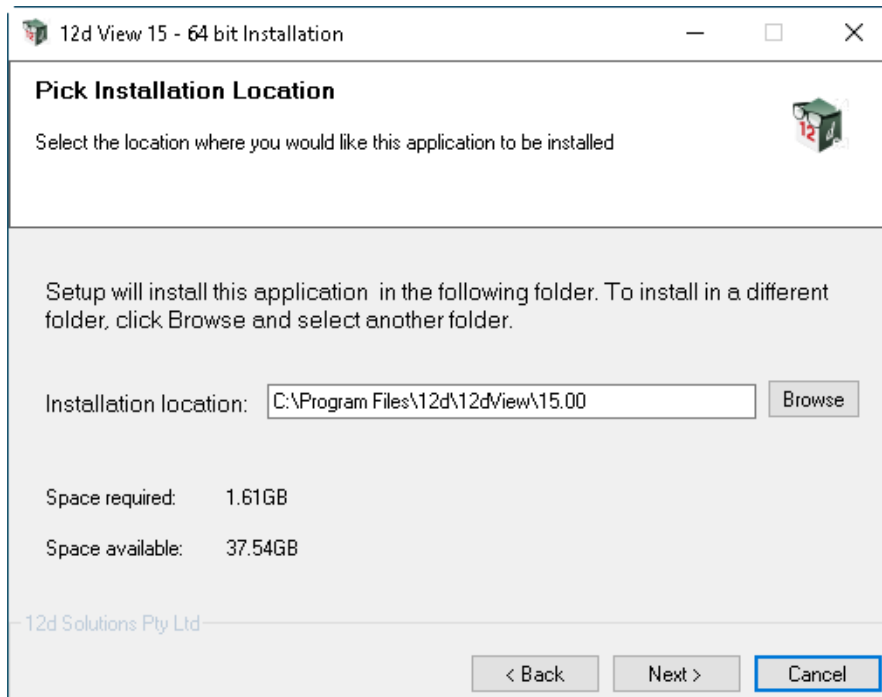 12d View 15 - 64 bit Installation
Pick Installation Location
Select the location where you would like this application to be installed
12 d
Setup will install this application in the following folder. To install in a different
folder, click Browse and select another folder.
Installation location: C:\Program Files\12d\12dView\15.00 Browse
Space required: 1.61GB
Space available: 37.54GB
12d Solutions Pty Ltd
< Back Next > Cancel